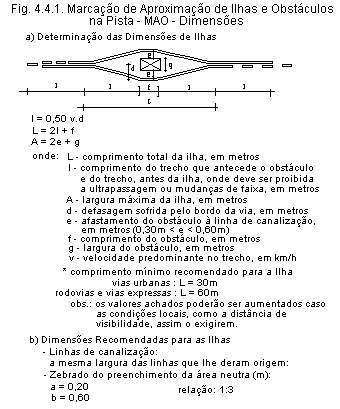 Fig. 4.4.1. Marcação de Aproximação de Ilhas e Obstáculos
na Pista - MAO - Dimensões
a) Determinação das Dimensões de Ilhas
e
d
g
e
l
l
f
l
l
L
l = 0,50 v.d
L = 2l + f
A = 2e + g
onde: L - comprimento total da ilha, em metros
l - comprimento do trecho que antecede o obstáculo
e do trecho, antes da ilha, onde deve ser proibida
a ultrapassagem ou mudanças de faixa, em metros
A - largura máxima da ilha, em metros
d - defasagem sofrida pelo bordo da via, em metros
e - afastamento do obstáculo à linha de canalização,
em metros (0,30m < e < 0,60m)
f - comprimento do obstáculo, em metros
g - largura do obstáculo, em metros
v - velocidade predominante no trecho, em km/h
* comprimento mínimo recomendado para a Ilha
vias urbanas : L = 30m
rodovias e vias expressas : L = 60m
obs.: os valores achados poderão ser aumentados caso
as condições locais, como a distância de
visibilidade, assim o exigirem.
b) Dimensões Recomendadas para as Ilhas
- Linhas de canalização:
a mesma largura das linhas que lhe deram origem:
- Zebrado do preenchimento da área neutra (m):
a = 0,20
b = 0,60
relação: 1:3